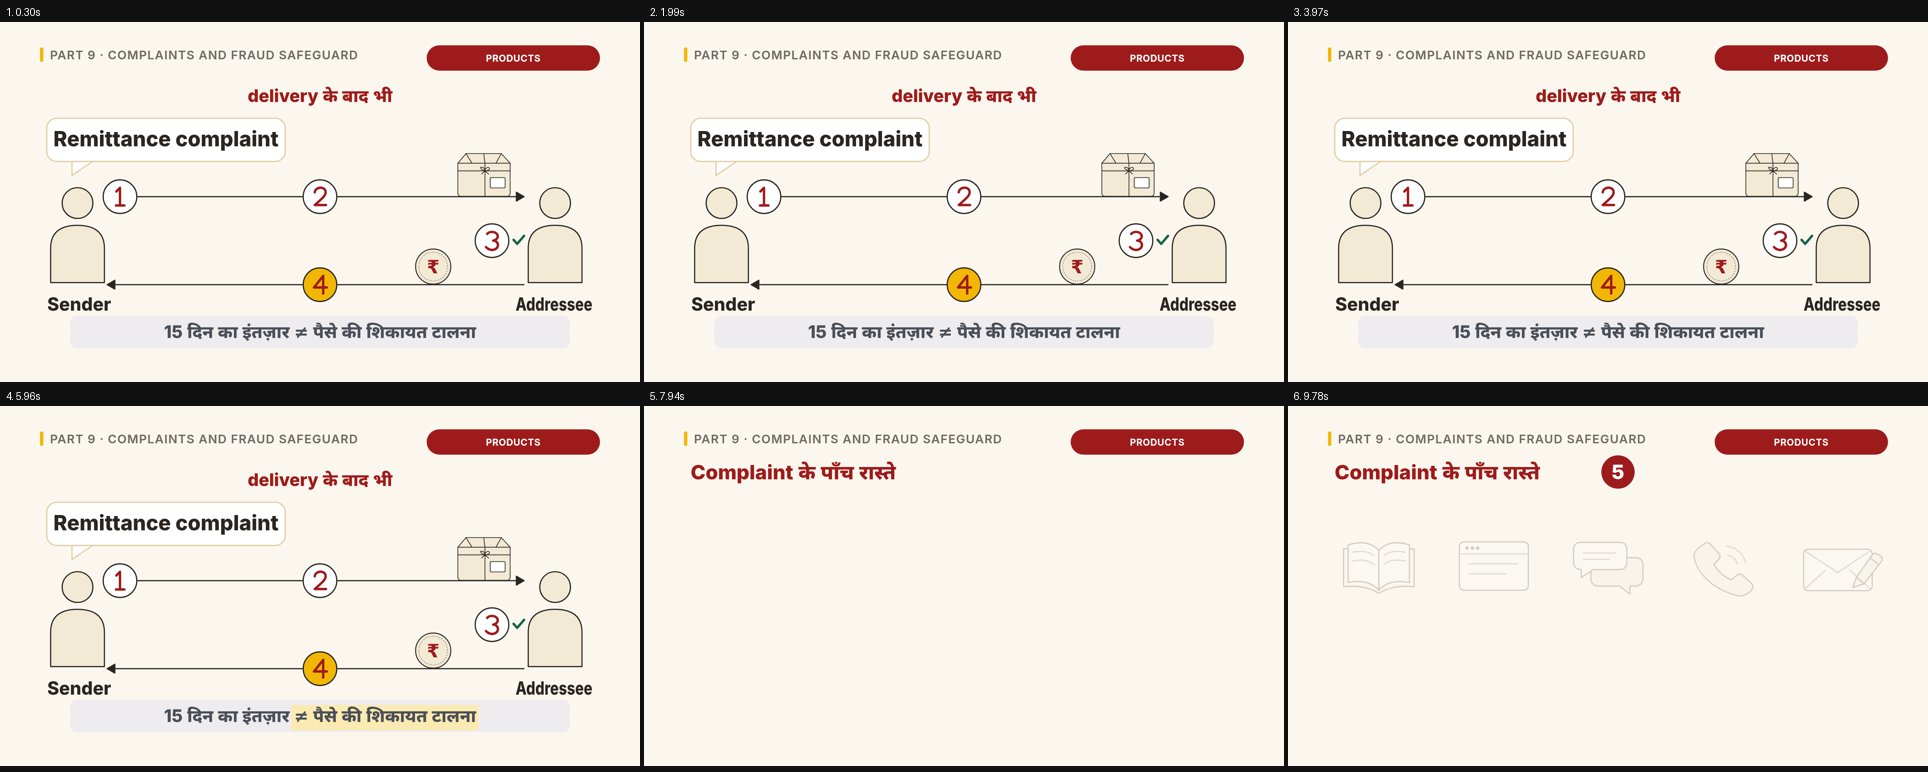 1. 0.30s
PART 9 · COMPLAINTS AND FRAUD SAFEGUARD
PRODUCTS
delivery के बाद भी
Remittance complaint
1
2
3
₹
4
Sender
Addressee
15 दिन का इंतज़ार ≠ पैसे की शिकायत टालना
2. 1.99s
PART 9 · COMPLAINTS AND FRAUD SAFEGUARD
PRODUCTS
delivery के बाद भी
Remittance complaint
1
2
3
₹
4
Sender
Addressee
15 दिन का इंतज़ार ≠ पैसे की शिकायत टालना
3. 3.97s
PART 9 · COMPLAINTS AND FRAUD SAFEGUARD
PRODUCTS
delivery के बाद भी
Remittance complaint
1
2
3
₹
4
Sender
Addressee
15 दिन का इंतज़ार ≠ पैसे की शिकायत टालना
4. 5.96s
PART 9 · COMPLAINTS AND FRAUD SAFEGUARD
PRODUCTS
delivery के बाद भी
Remittance complaint
1
2
3
₹
4
Sender
Addressee
15 दिन का इंतज़ार ≠ पैसे की शिकायत टालना
5. 7.94s
PART 9 · COMPLAINTS AND FRAUD SAFEGUARD
PRODUCTS
Complaint के पाँच रास्ते
6. 9.78s
PART 9 · COMPLAINTS AND FRAUD SAFEGUARD
PRODUCTS
Complaint के पाँच रास्ते
5